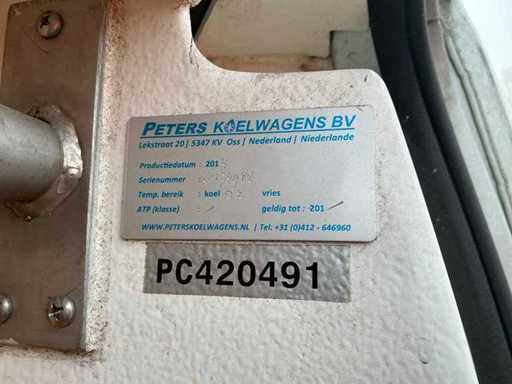 PETERS KOELWAGENS BV
Lekstraat 20 | 5347 KV Oss | Nederland | Niederlande
Productiedatum : 201
Serienummer :
Temp. bereik : koel vries
ATP (klasse) : geldig tot : 201
WWW.PETERSKOELWAGENS.NL | Tel. +31 (0)412 - 646960
PC420491